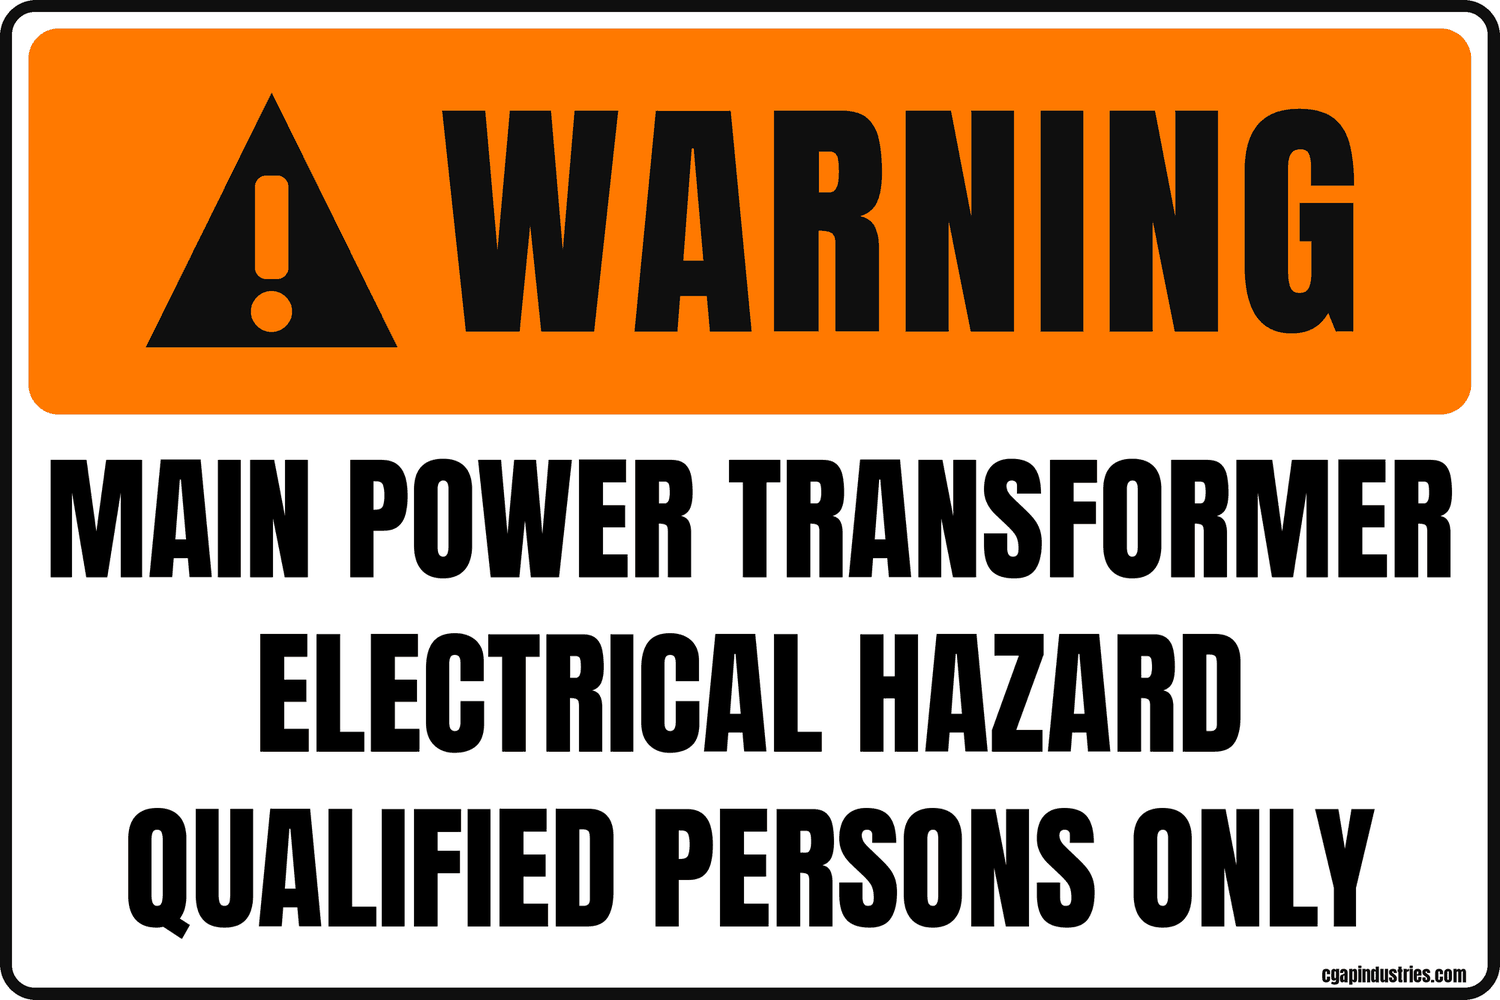 WARNING
MAIN POWER TRANSFORMER
ELECTRICAL HAZARD
QUALIFIED PERSONS ONLY
cgapindustries.com